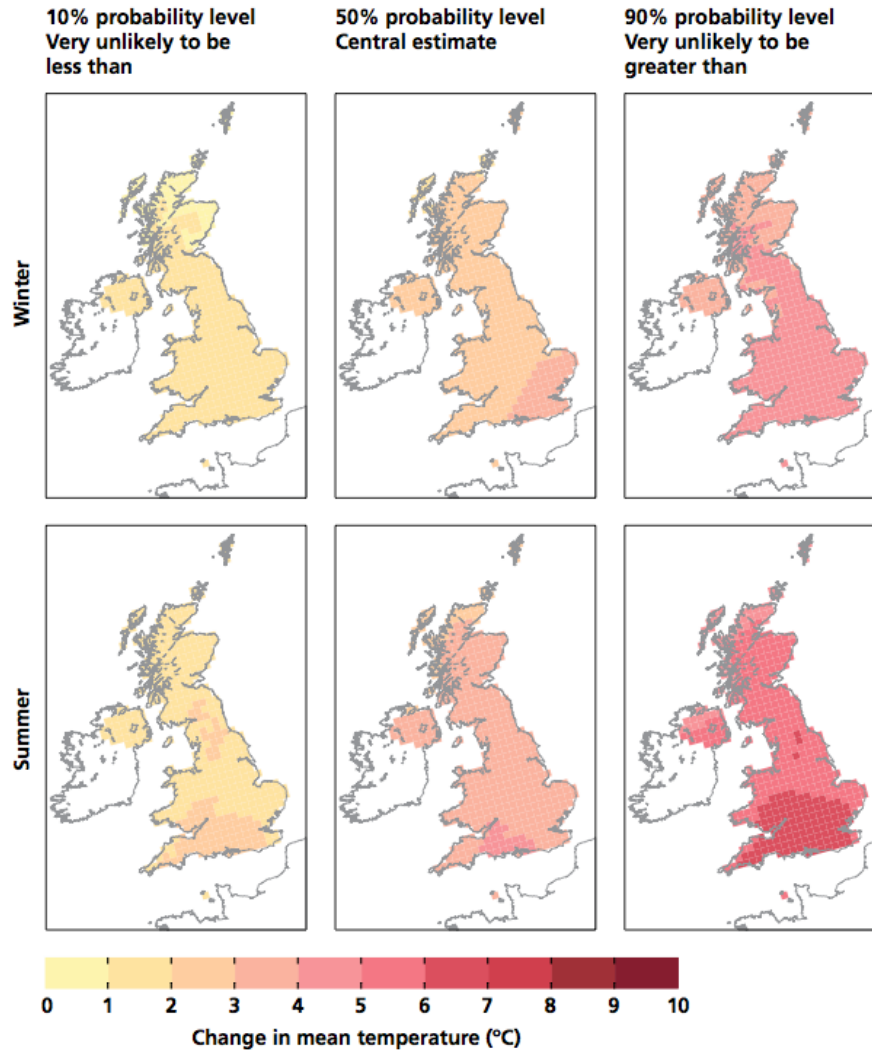 10% probability level
Very unlikely to be
less than
50% probability level
Central estimate
90% probability level
Very unlikely to be
greater than
Winter
Summer
0 1 2 3 4 5 6 7 8 9 10
Change in mean temperature (ºC)